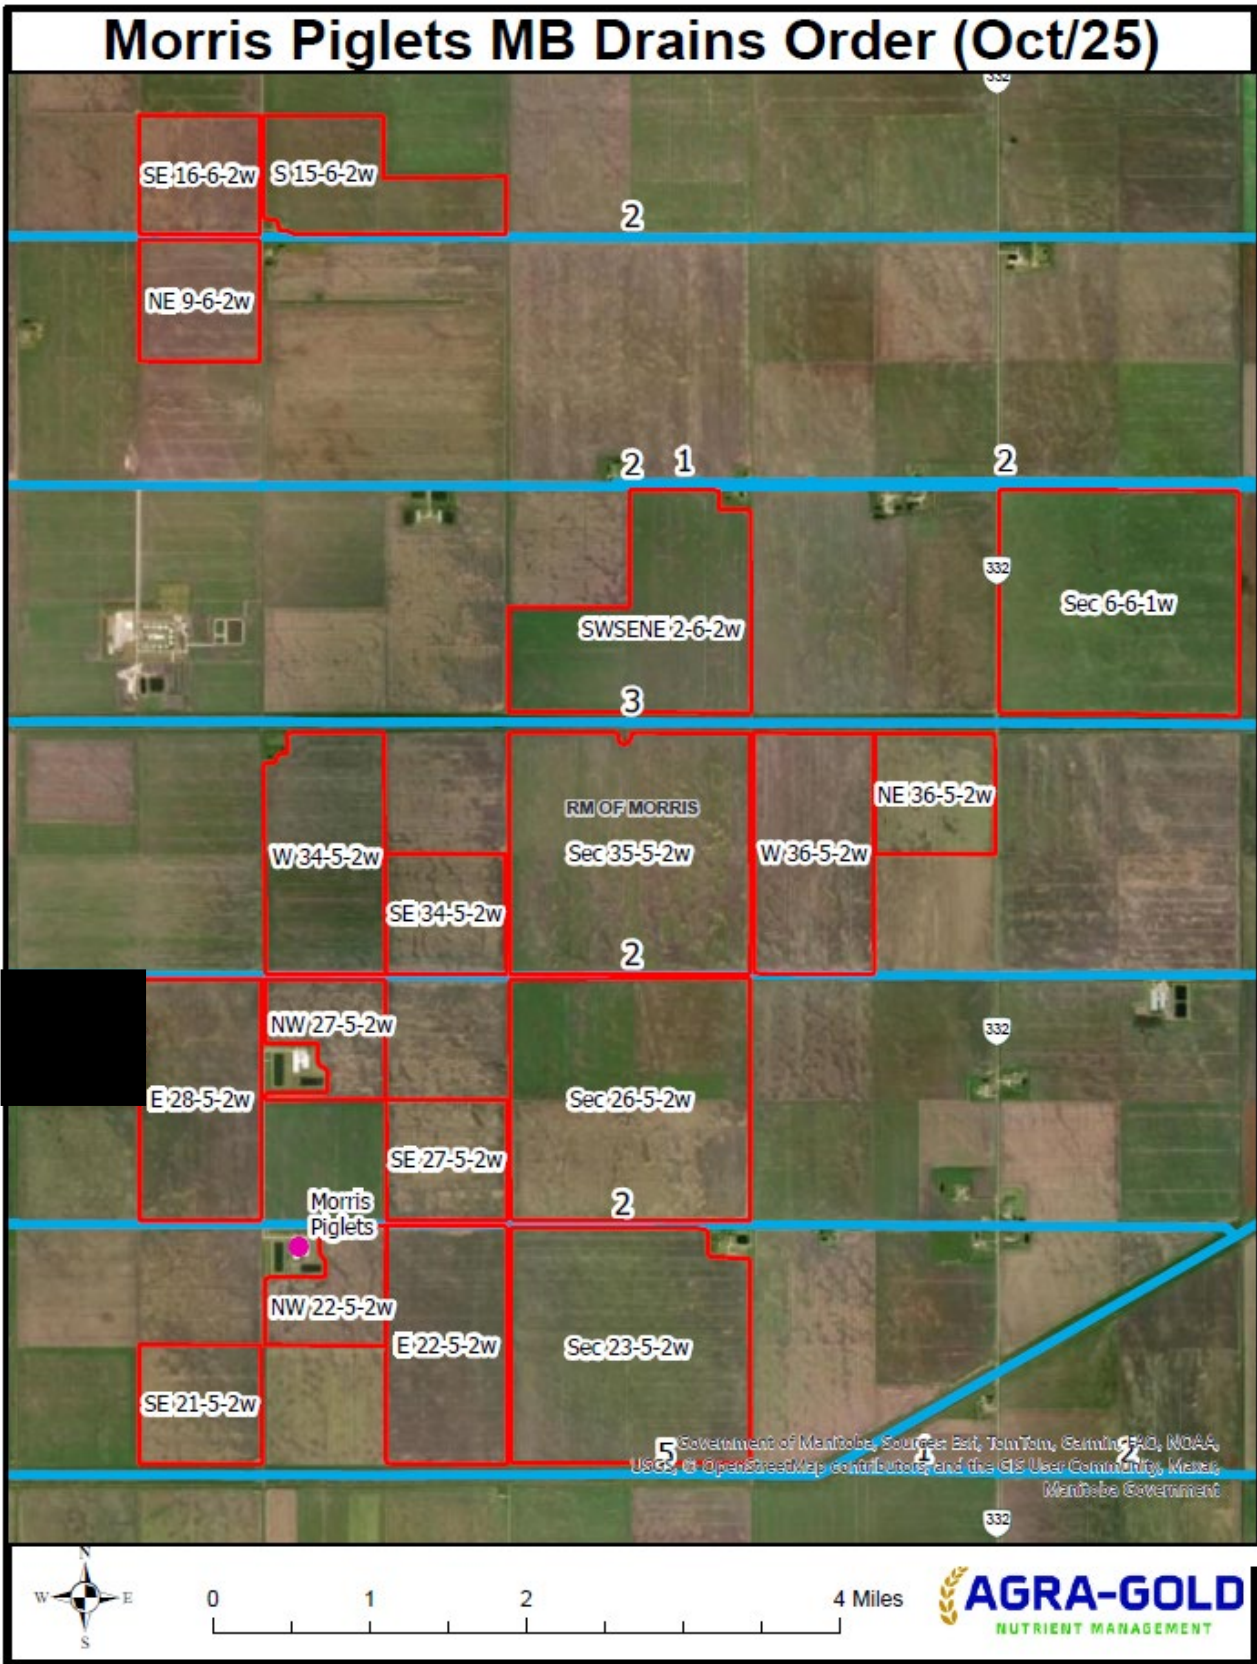 Morris Piglets MB Drains Order (Oct/25)
332
SE 16-6-2w
S 15-6-2w
2
NE 9-6-2w
2
1
2
332
Sec 6-6-1w
SWSENE 2-6-2w
3
NE 36-5-2w
RM OF MORRIS
W 34-5-2w
Sec 35-5-2w
W 36-5-2w
SE 34-5-2w
2
NW 27-5-2w
332
E 28-5-2w
Sec 26-5-2w
SE 27-5-2w
Morris
Piglets
2
NW 22-5-2w
E 22-5-2w
Sec 23-5-2w
SE 21-5-2w
5
2
Government of Manitoba, Sources: Esri, TomTom, Garmin, FAO, NOAA,
USGS, © OpenStreetMap contributors, and the GIS User Community, Maxar,
Manitoba Government
332
N
W
E
S
0
1
2
4 Miles
AGRA-GOLD
NUTRIENT MANAGEMENT